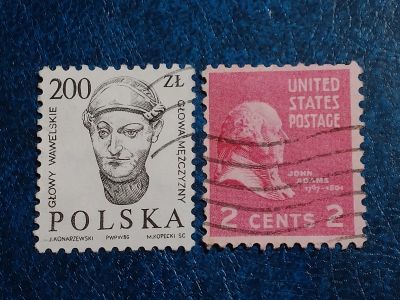 200 ZŁ
GŁOWY WAWELSKIE
GŁOWA MĘŻCZYZNY
POLSKA
J.KONARZEWSKI PWPW/86 M.KOPECKI SC
UNITED
STATES
POSTAGE
JOHN
ADAMS
1797-1801
2 CENTS 2